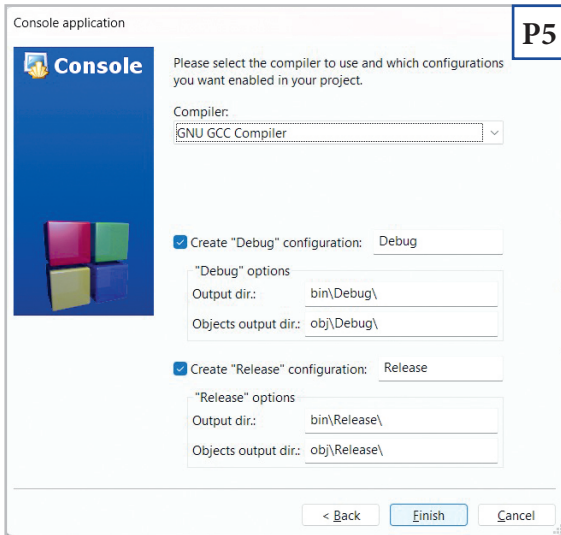 Console application
P5
Console
Please select the compiler to use and which configurations
you want enabled in your project.
Compiler:
GNU GCC Compiler
Create "Debug" configuration: Debug
"Debug" options
Output dir.: bin\Debug\
Objects output dir.: obj\Debug\
Create "Release" configuration: Release
"Release" options
Output dir.: bin\Release\
Objects output dir.: obj\Release\
< Back Finish Cancel